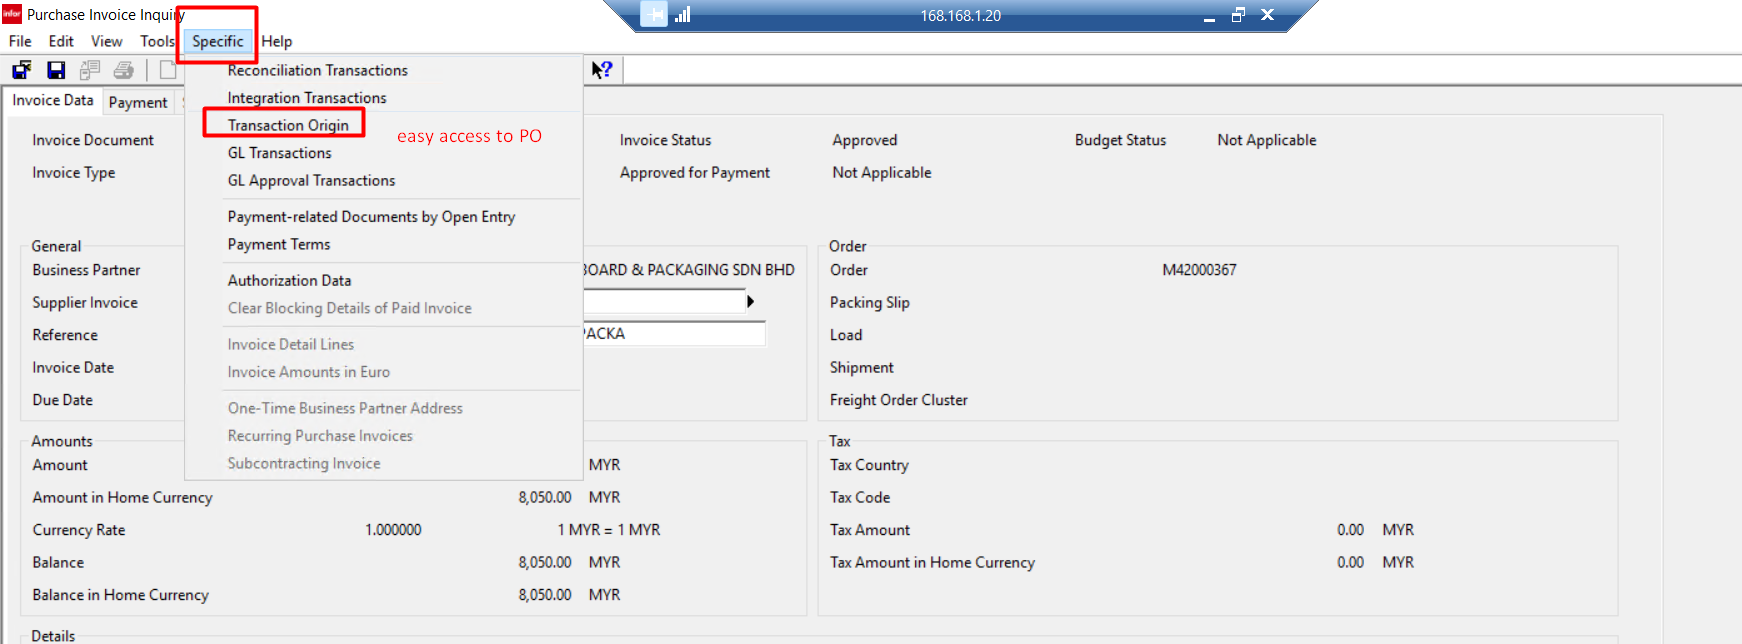 infor Purchase Invoice Inquiry
168.168.1.20
File Edit View Tools Specific Help
Invoice Data Payment
Reconciliation Transactions
Integration Transactions
Transaction Origin
easy access to PO
GL Transactions
GL Approval Transactions
Payment-related Documents by Open Entry
Payment Terms
Authorization Data
Clear Blocking Details of Paid Invoice
Invoice Detail Lines
Invoice Amounts in Euro
One-Time Business Partner Address
Recurring Purchase Invoices
Subcontracting Invoice
Invoice Document
Invoice Status Approved Budget Status Not Applicable
Invoice Type
Approved for Payment Not Applicable
General
Business Partner BOARD & PACKAGING SDN BHD
Supplier Invoice
Reference PACKA
Invoice Date
Due Date
Order
Order M42000367
Packing Slip
Load
Shipment
Freight Order Cluster
Amounts
Amount MYR
Amount in Home Currency 8,050.00 MYR
Currency Rate 1.000000 1 MYR = 1 MYR
Balance 8,050.00 MYR
Balance in Home Currency 8,050.00 MYR
Tax
Tax Country
Tax Code
Tax Amount 0.00 MYR
Tax Amount in Home Currency 0.00 MYR
Details